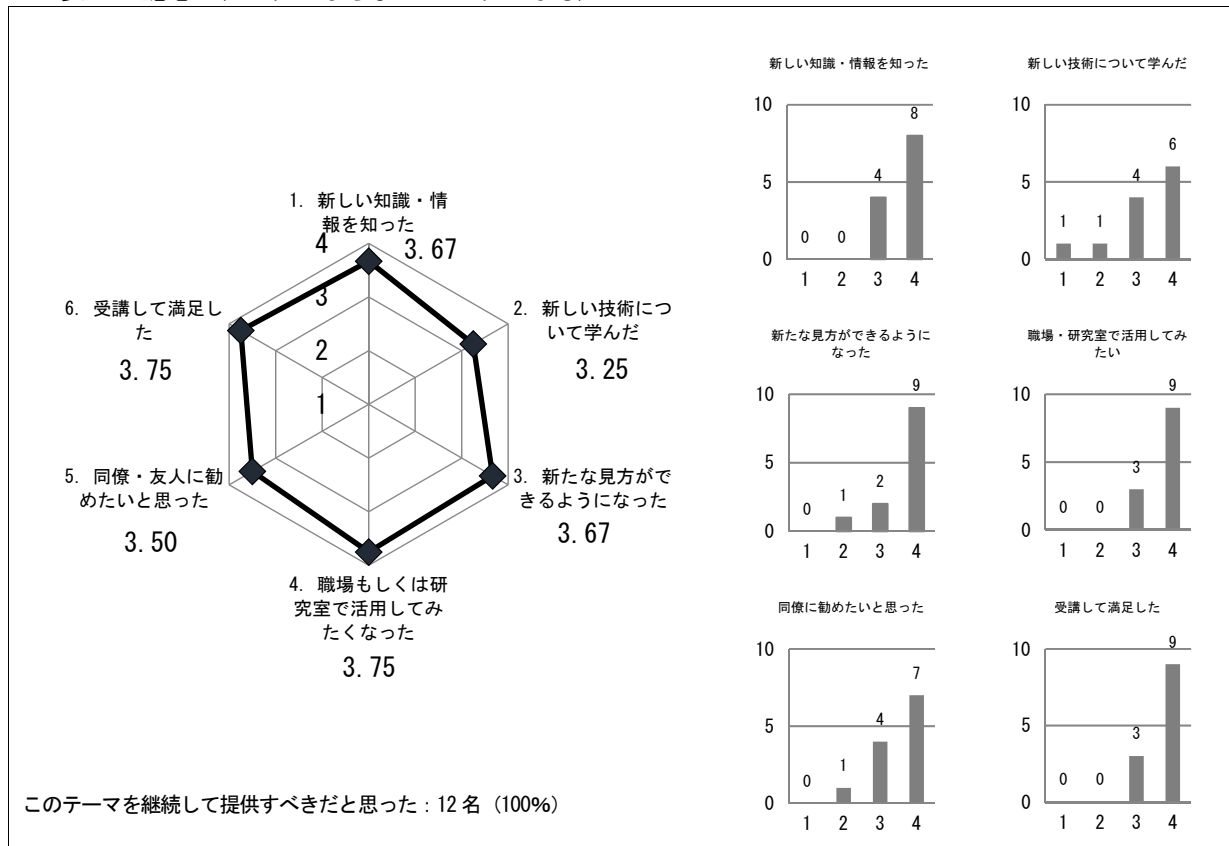 1. 新しい知識・情
報を知った
3.67
4
3
2
1
2. 新しい技術につ
いて学んだ
3.25
3. 新たな見方がで
きるようになった
3.67
4. 職場もしくは研
究室で活用してみ
たくなった
3.75
5. 同僚・友人に勧
めたいと思った
3.50
6. 受講して満足し
た
3.75
このテーマを継続して提供すべきだと思った：12 名（100%）
新しい知識・情報を知った
10
5
0
0 0 4 8
1 2 3 4
新しい技術について学んだ
10
5
0
1 1 4 6
1 2 3 4
新たな見方ができるように
なった
10
5
0
0 1 2 9
1 2 3 4
職場・研究室で活用してみ
たい
10
5
0
0 0 3 9
1 2 3 4
同僚に勧めたいと思った
10
5
0
0 1 4 7
1 2 3 4
受講して満足した
10
5
0
0 0 3 9
1 2 3 4